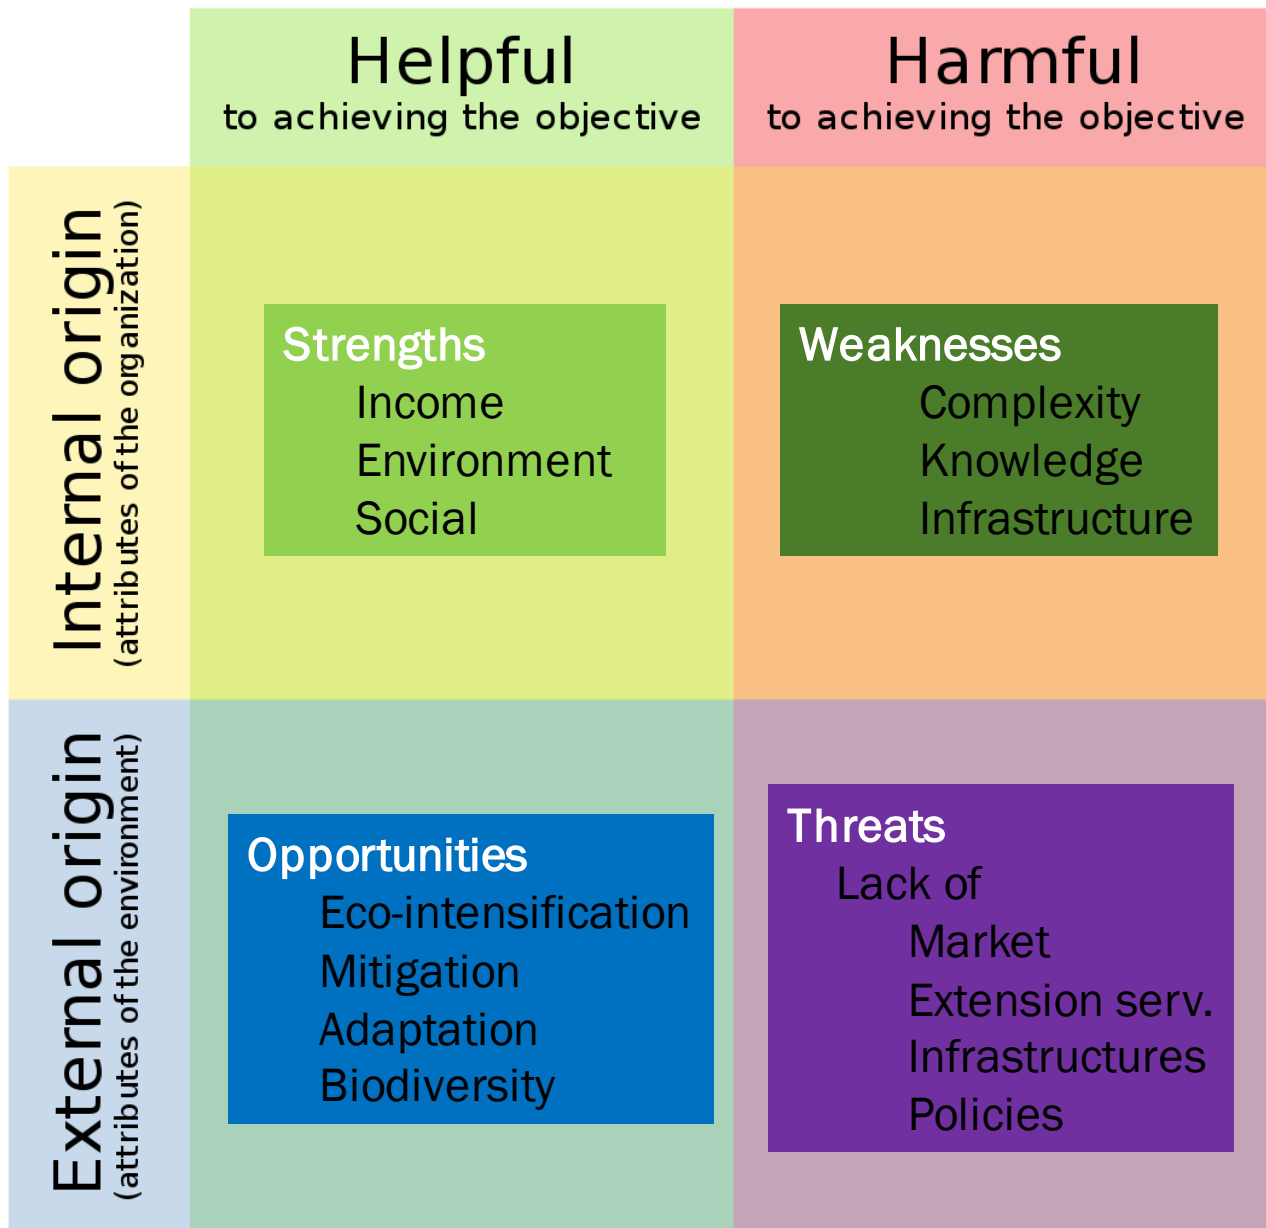 Helpful
to achieving the objective
Harmful
to achieving the objective
Internal origin
(attributes of the organization)
Strengths
Income
Environment
Social
Weaknesses
Complexity
Knowledge
Infrastructure
External origin
(attributes of the environment)
Opportunities
Eco-intensification
Mitigation
Adaptation
Biodiversity
Threats
Lack of
Market
Extension serv.
Infrastructures
Policies